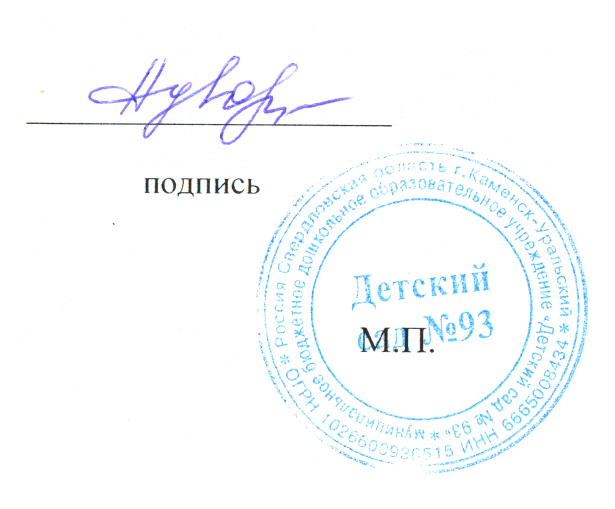 подпись
Россия Свердловская область г.Каменск-Уральский * ИНН 6665008434 ОГРН 1026600936515 *
муниципальное бюджетное дошкольное образовательное учреждение «Детский сад № 93» *
Детский
сад №93
М.П.